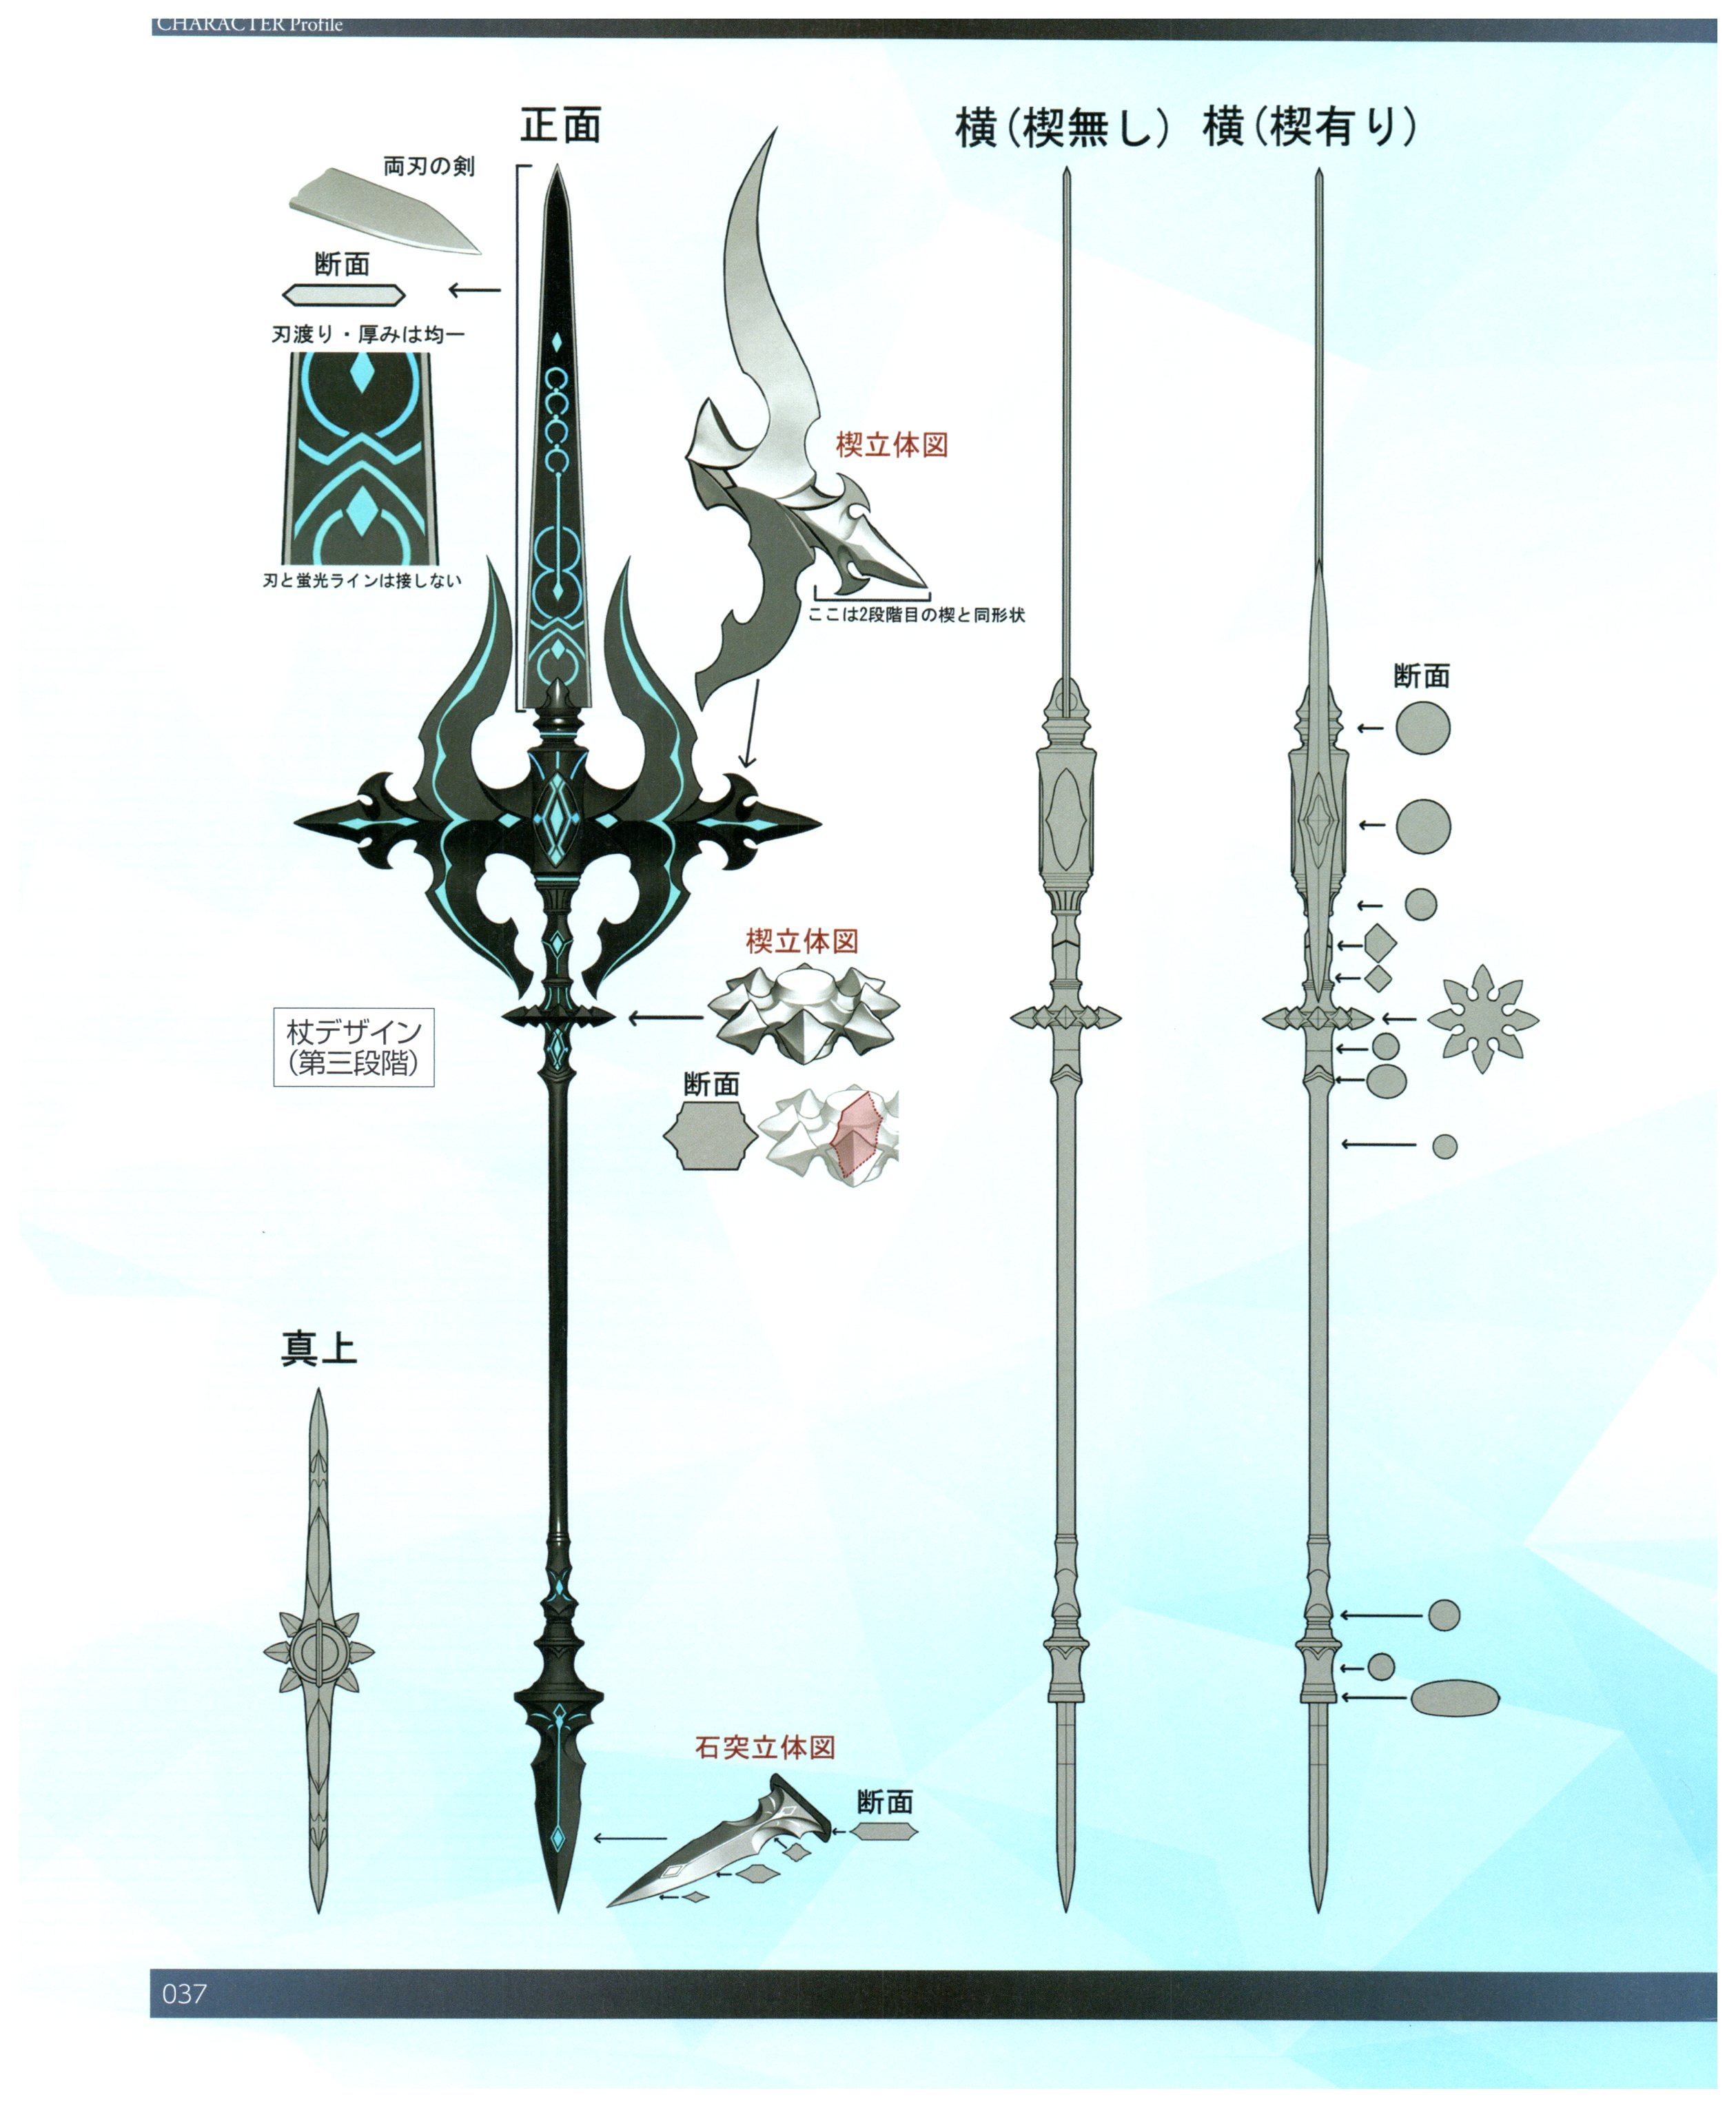 CHARACTER Profile
正面
横(楔無し)
横(楔有り)
両刃の剣
断面
刃渡り・厚みは均一
刃と蛍光ラインは接しない
楔立体図
ここは2段階目の楔と同形状
断面
楔立体図
杖デザイン
(第三段階)
断面
真上
石突立体図
断面
037